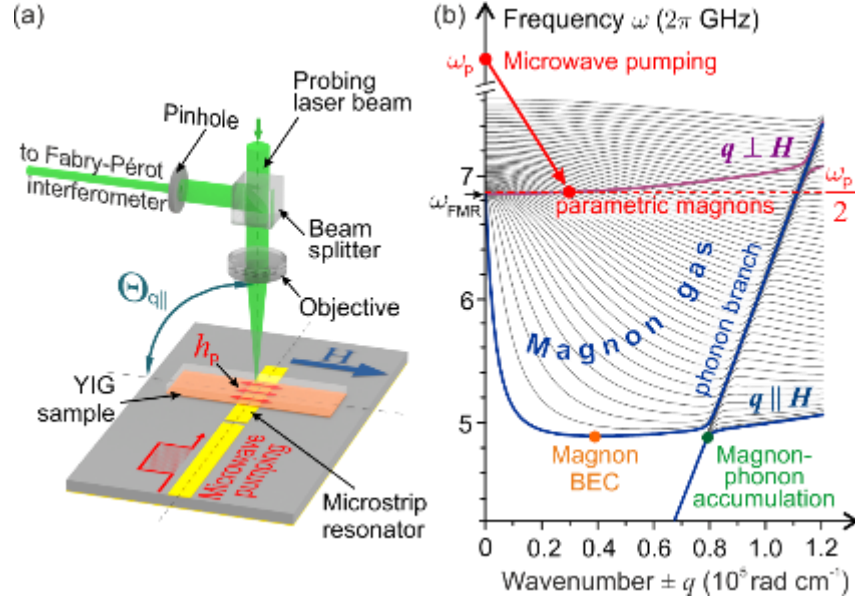 (a)
Probing
laser beam
Pinhole
to Fabry-Pérot
interferometer
Beam
splitter
Θq||
Objective
hp
H
YIG
sample
Microwave
pumping
Microstrip
resonator
(b)
Frequency ω (2π GHz)
ωp
Microwave pumping
q ⊥ H
7
ωFMR
parametric magnons
ωp
2
6
Magnon gas
phonon branch
q || H
5
Magnon
BEC
Magnon-
phonon
accumulation
0 0.2 0.4 0.6 0.8 1.0 1.2
Wavenumber ± q (10⁵ rad cm⁻¹)